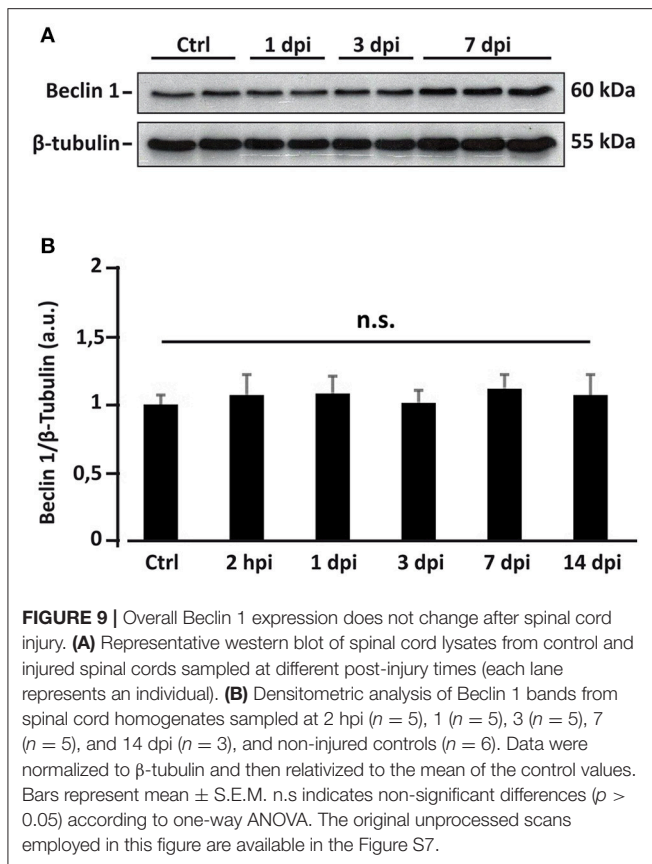 A
Ctrl 1 dpi 3 dpi 7 dpi
Beclin 1 60 kDa
β-tubulin 55 kDa
B
2
n.s.
1,5
1
0,5
0
Beclin 1/β-Tubulin (a.u.)
Ctrl 2 hpi 1 dpi 3 dpi 7 dpi 14 dpi
FIGURE 9 | Overall Beclin 1 expression does not change after spinal cord
injury. (A) Representative western blot of spinal cord lysates from control and
injured spinal cords sampled at different post-injury times (each lane
represents an individual). (B) Densitometric analysis of Beclin 1 bands from
spinal cord homogenates sampled at 2 hpi (n = 5), 1 (n = 5), 3 (n = 5), 7
(n = 5), and 14 dpi (n = 3), and non-injured controls (n = 6). Data were
normalized to β-tubulin and then relativized to the mean of the control values.
Bars represent mean ± S.E.M. n.s indicates non-significant differences (p >
0.05) according to one-way ANOVA. The original unprocessed scans
employed in this figure are available in the Figure S7.